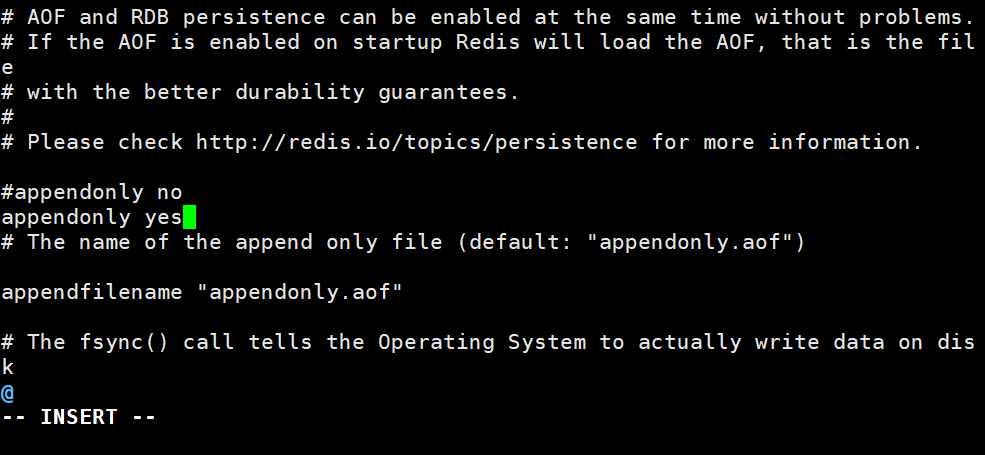 # AOF and RDB persistence can be enabled at the same time without problems.
# If the AOF is enabled on startup Redis will load the AOF, that is the fil
e
# with the better durability guarantees.
#
# Please check http://redis.io/topics/persistence for more information.
#appendonly no
appendonly yes
# The name of the append only file (default: "appendonly.aof")
appendfilename "appendonly.aof"
# The fsync() call tells the Operating System to actually write data on dis
k
@
-- INSERT --